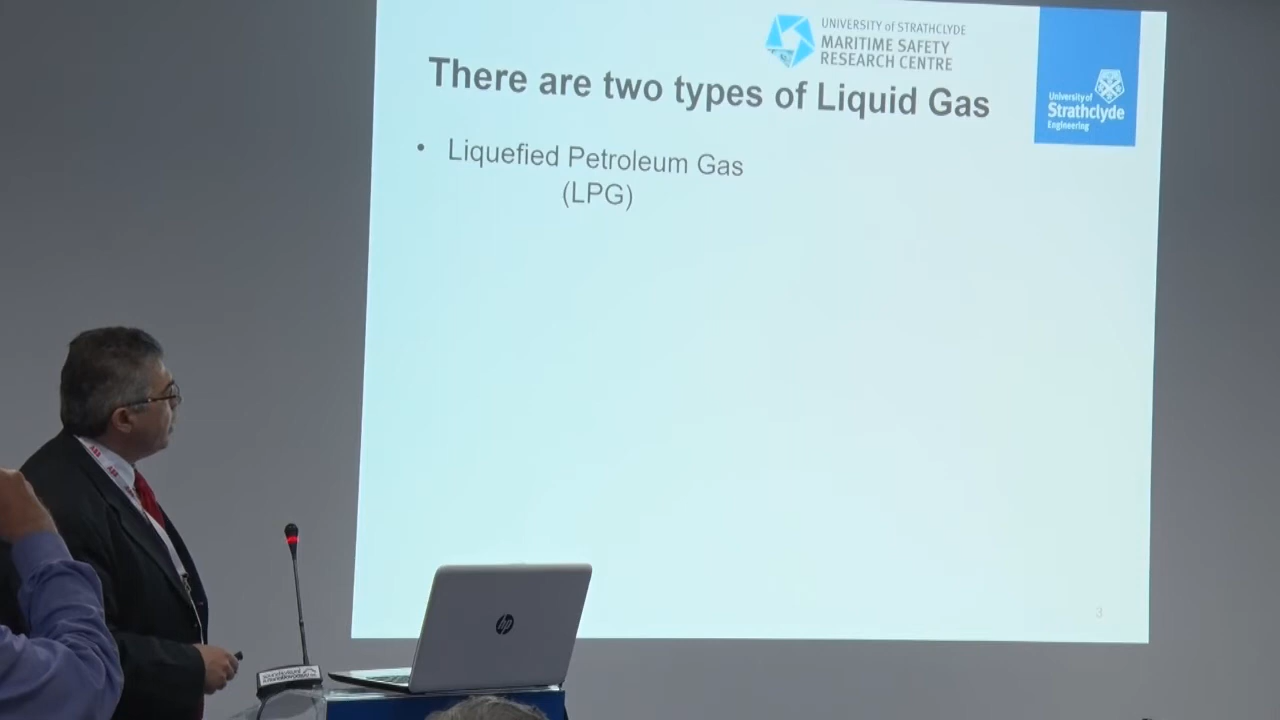 UNIVERSITY of STRATHCLYDE
MARITIME SAFETY
RESEARCH CENTRE
There are two types of Liquid Gas
University of
Strathclyde
Engineering
• Liquefied Petroleum Gas
(LPG)
3
hp